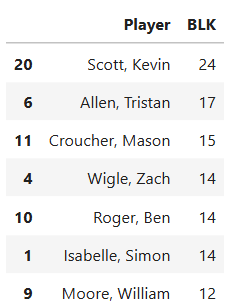 Player BLK
20 Scott, Kevin 24
6 Allen, Tristan 17
11 Croucher, Mason 15
4 Wigle, Zach 14
10 Roger, Ben 14
1 Isabelle, Simon 14
9 Moore, William 12